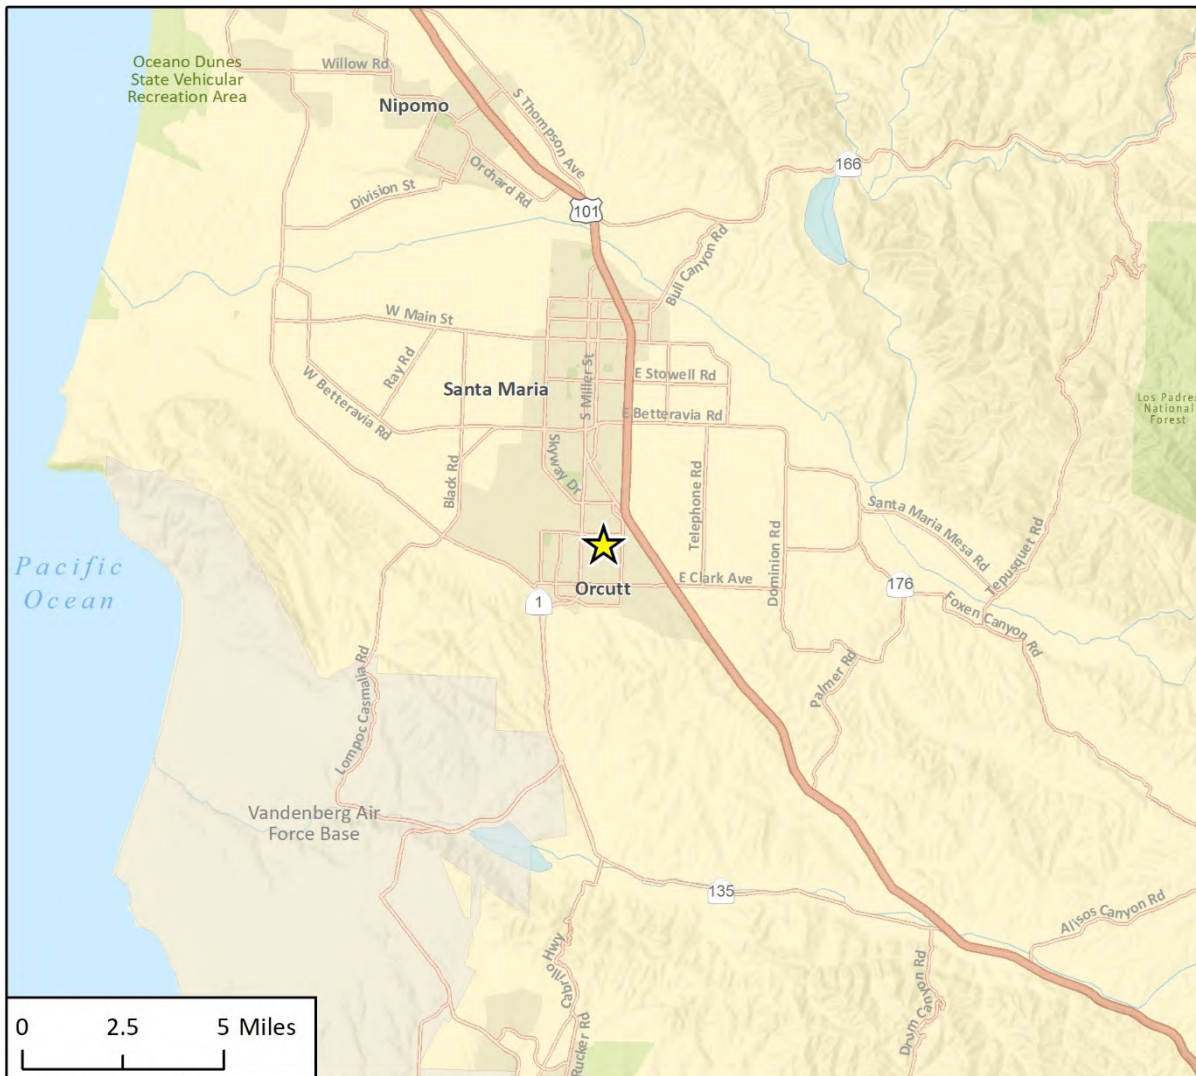 Oceano Dunes
State Vehicular
Recreation Area
Willow Rd
Nipomo
S Thompson Ave
Orchard Rd
Division St
166
101
Bull Canyon Rd
W Main St
Ray Rd
S Miller St
E Stowell Rd
Santa Maria
W Betteravia Rd
E Betteravia Rd
Los Padres
National
Forest
Skyway Dr
Black Rd
Telephone Rd
Santa Maria Mesa Rd
Dominion Rd
Tepusquet Rd
Pacific
Ocean
E Clark Ave
Orcutt
1
176
Foxen Canyon Rd
Lompoc Casmalia Rd
Palmer Rd
Vandenberg Air
Force Base
135
Alisos Canyon Rd
Cabrillo Hwy
Drum Canyon Rd
Rucker Rd
0 2.5 5 Miles